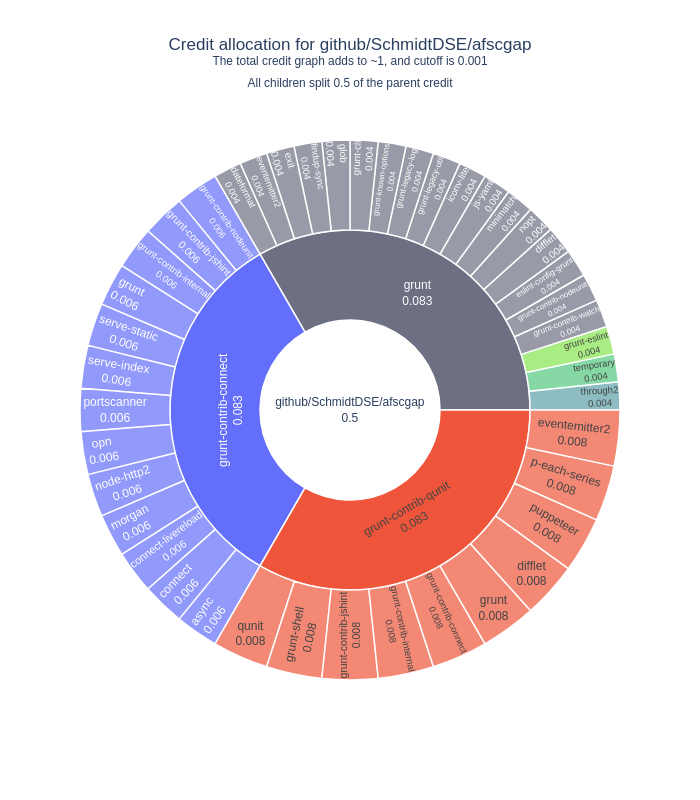 Credit allocation for github/SchmidtDSE/afscgap
The total credit graph adds to ~1, and cutoff is 0.001
All children split 0.5 of the parent credit
github/SchmidtDSE/afscgap
0.5
grunt
0.083
grunt-contrib-connect
0.083
grunt-contrib-qunit
0.083
dateformat
0.004
eventemitter2
0.004
exit
0.004
findup-sync
0.004
glob
0.004
grunt-cli
0.004
grunt-known-options
0.004
grunt-legacy-log
0.004
grunt-legacy-util
0.004
iconv-lite
0.004
js-yaml
0.004
minimatch
0.004
nopt
0.004
difflet
0.004
eslint-config-grunt
0.004
grunt-contrib-nodeunit
0.004
grunt-contrib-watch
0.004
grunt-eslint
0.004
temporary
0.004
through2
0.004
eventemitter2
0.008
p-each-series
0.008
puppeteer
0.008
difflet
0.008
grunt
0.008
grunt-contrib-connect
0.008
grunt-contrib-internal
0.008
grunt-contrib-jshint
0.008
grunt-shell
0.008
qunit
0.008
async
0.006
connect
0.006
connect-livereload
0.006
morgan
0.006
node-http2
0.006
opn
0.006
portscanner
0.006
serve-index
0.006
serve-static
0.006
grunt
0.006
grunt-contrib-internal
0.006
grunt-contrib-jshint
0.006
grunt-contrib-nodeunit
0.006